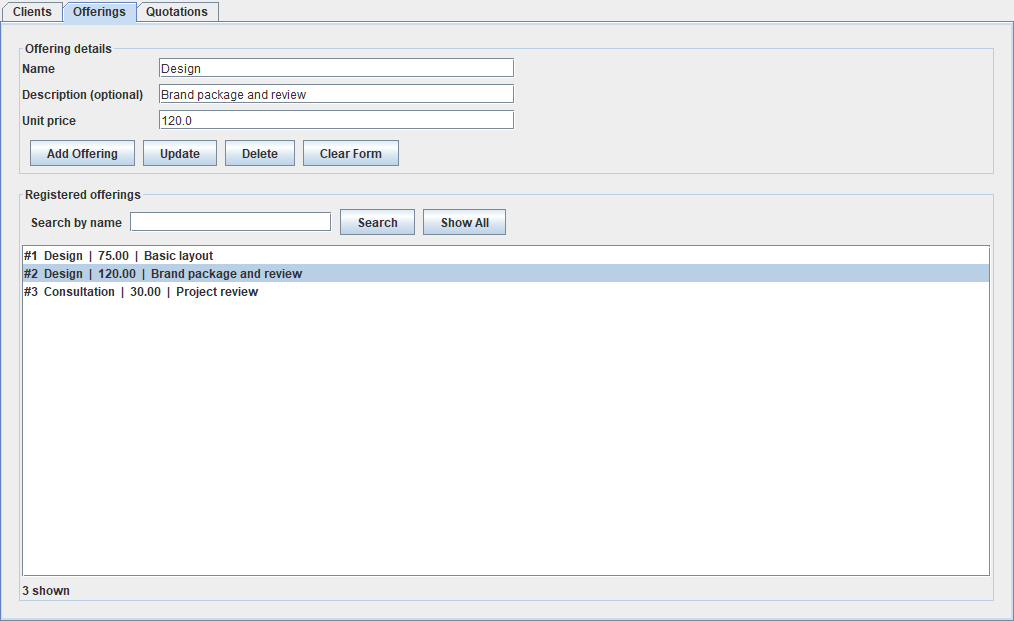 Clients Offerings Quotations
Offering details
Name Design
Description (optional) Brand package and review
Unit price 120.0
Add Offering Update Delete Clear Form
Registered offerings
Search by name Search Show All
#1 Design | 75.00 | Basic layout
#2 Design | 120.00 | Brand package and review
#3 Consultation | 30.00 | Project review
3 shown